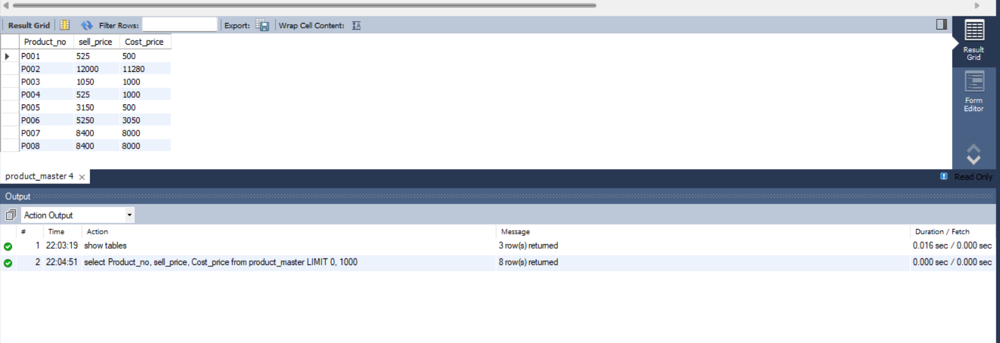 Result Grid Filter Rows: Export: Wrap Cell Content: IA
Product_no sell_price Cost_price
P001 525 500
P002 12000 11280
P003 1050 1000
P004 525 1000
P005 3150 500
P006 5250 3050
P007 8400 8000
P008 8400 8000
Result
Grid
Form
Editor
product_master 4 Read Only
Output
Action Output
# Time Action Message Duration / Fetch
1 22:03:19 show tables 3 row(s) returned 0.016 sec / 0.000 sec
2 22:04:51 select Product_no, sell_price, Cost_price from product_master LIMIT 0, 1000 8 row(s) returned 0.000 sec / 0.000 sec